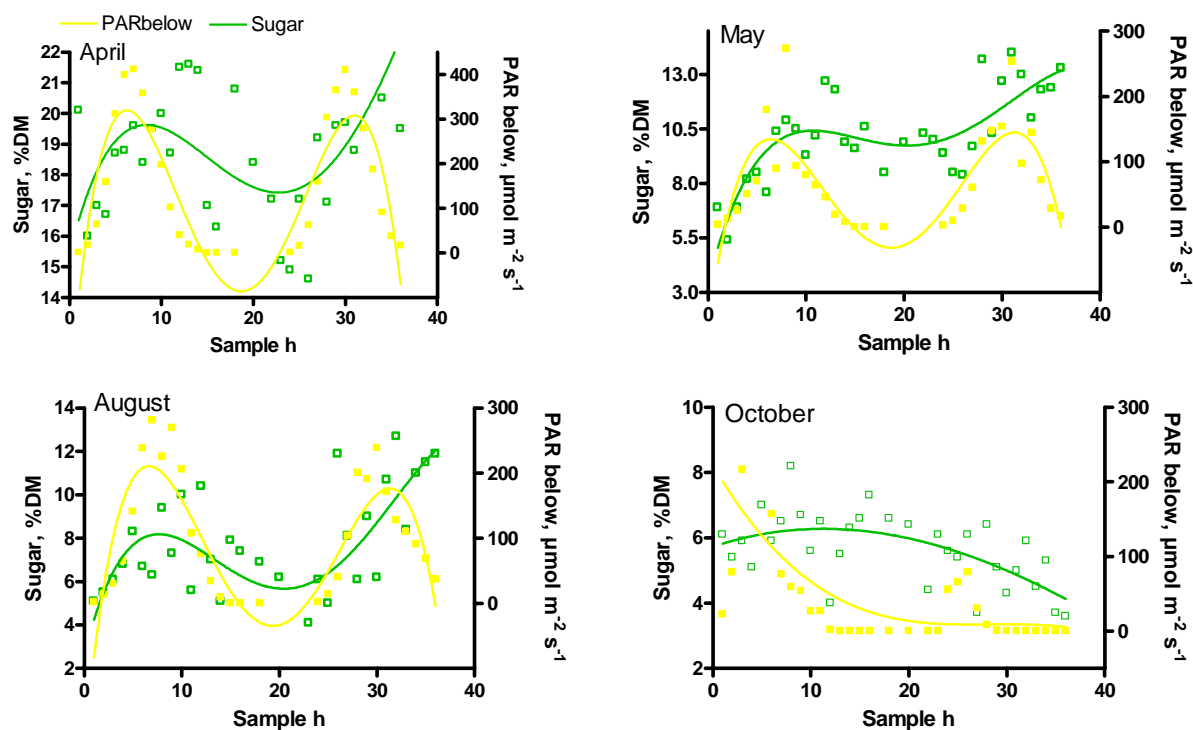 PARbelow Sugar
April
22
21
20
19
18
17
16
15
14
Sugar, %DM
400
300
200
100
0
PAR below, µmol m⁻² s⁻¹
0 10 20 30 40
Sample h
May
13.0
10.5
8.0
5.5
3.0
Sugar, %DM
300
200
100
0
PAR below, µmol m⁻² s⁻¹
0 10 20 30 40
Sample h
August
14
12
10
8
6
4
2
Sugar, %DM
300
200
100
0
PAR below, µmol m⁻² s⁻¹
0 10 20 30 40
Sample h
October
10
8
6
4
2
Sugar, %DM
300
200
100
0
PAR below, µmol m⁻² s⁻¹
0 10 20 30 40
Sample h